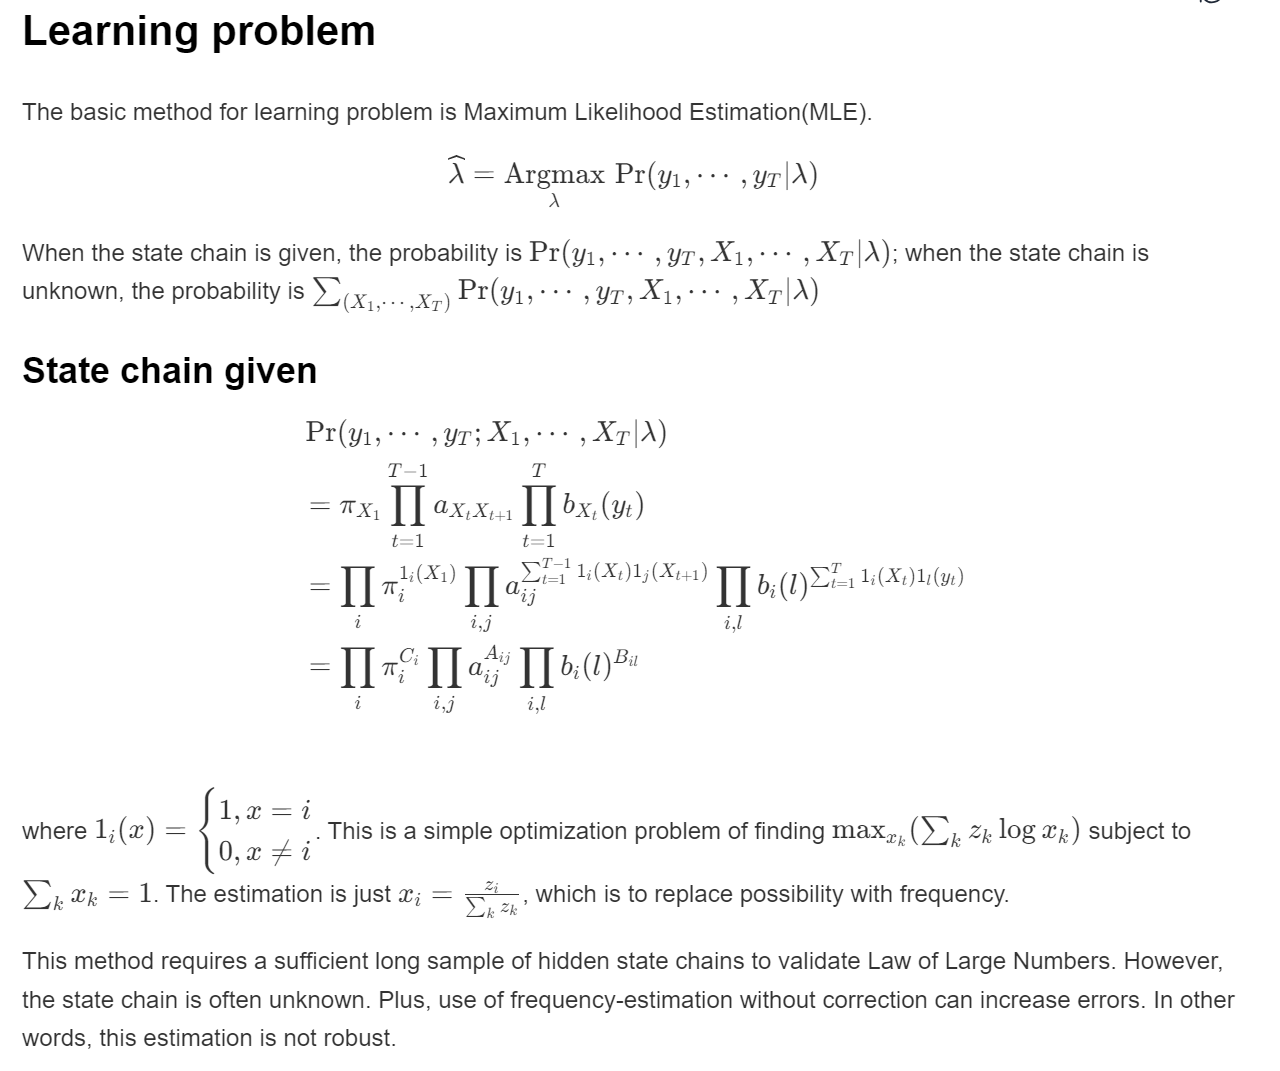 Learning problem
The basic method for learning problem is Maximum Likelihood Estimation(MLE).
$\widehat{\lambda} = \underset{\lambda}{\mathrm{Argmax}}\ \Pr(y_1, \cdots, y_T | \lambda)$
When the state chain is given, the probability is $\Pr(y_1, \cdots, y_T, X_1, \cdots, X_T | \lambda)$; when the state chain is
unknown, the probability is $\sum_{(X_1, \cdots, X_T)} \Pr(y_1, \cdots, y_T, X_1, \cdots, X_T | \lambda)$
State chain given
$\Pr(y_1, \cdots, y_T; X_1, \cdots, X_T | \lambda)$
$= \pi_{X_1} \prod_{t=1}^{T-1} a_{X_t X_{t+1}} \prod_{t=1}^{T} b_{X_t}(y_t)$
$= \prod_i \pi_i^{1_i(X_1)} \prod_{i,j} a_{ij}^{\sum_{t=1}^{T-1} 1_i(X_t) 1_j(X_{t+1})} \prod_{i,l} b_i(l)^{\sum_{t=1}^{T} 1_i(X_t) 1_l(y_t)}$
$= \prod_i \pi_i^{C_i} \prod_{i,j} a_{ij}^{A_{ij}} \prod_{i,l} b_i(l)^{B_{il}}$
where $1_i(x) = \begin{cases} 1, x = i \\ 0, x \neq i \end{cases}$. This is a simple optimization problem of finding $\max_{x_k} (\sum_k z_k \log x_k)$ subject to
$\sum_k x_k = 1$. The estimation is just $x_i = \frac{z_i}{\sum_k z_k}$, which is to replace possibility with frequency.
This method requires a sufficient long sample of hidden state chains to validate Law of Large Numbers. However,
the state chain is often unknown. Plus, use of frequency-estimation without correction can increase errors. In other
words, this estimation is not robust.